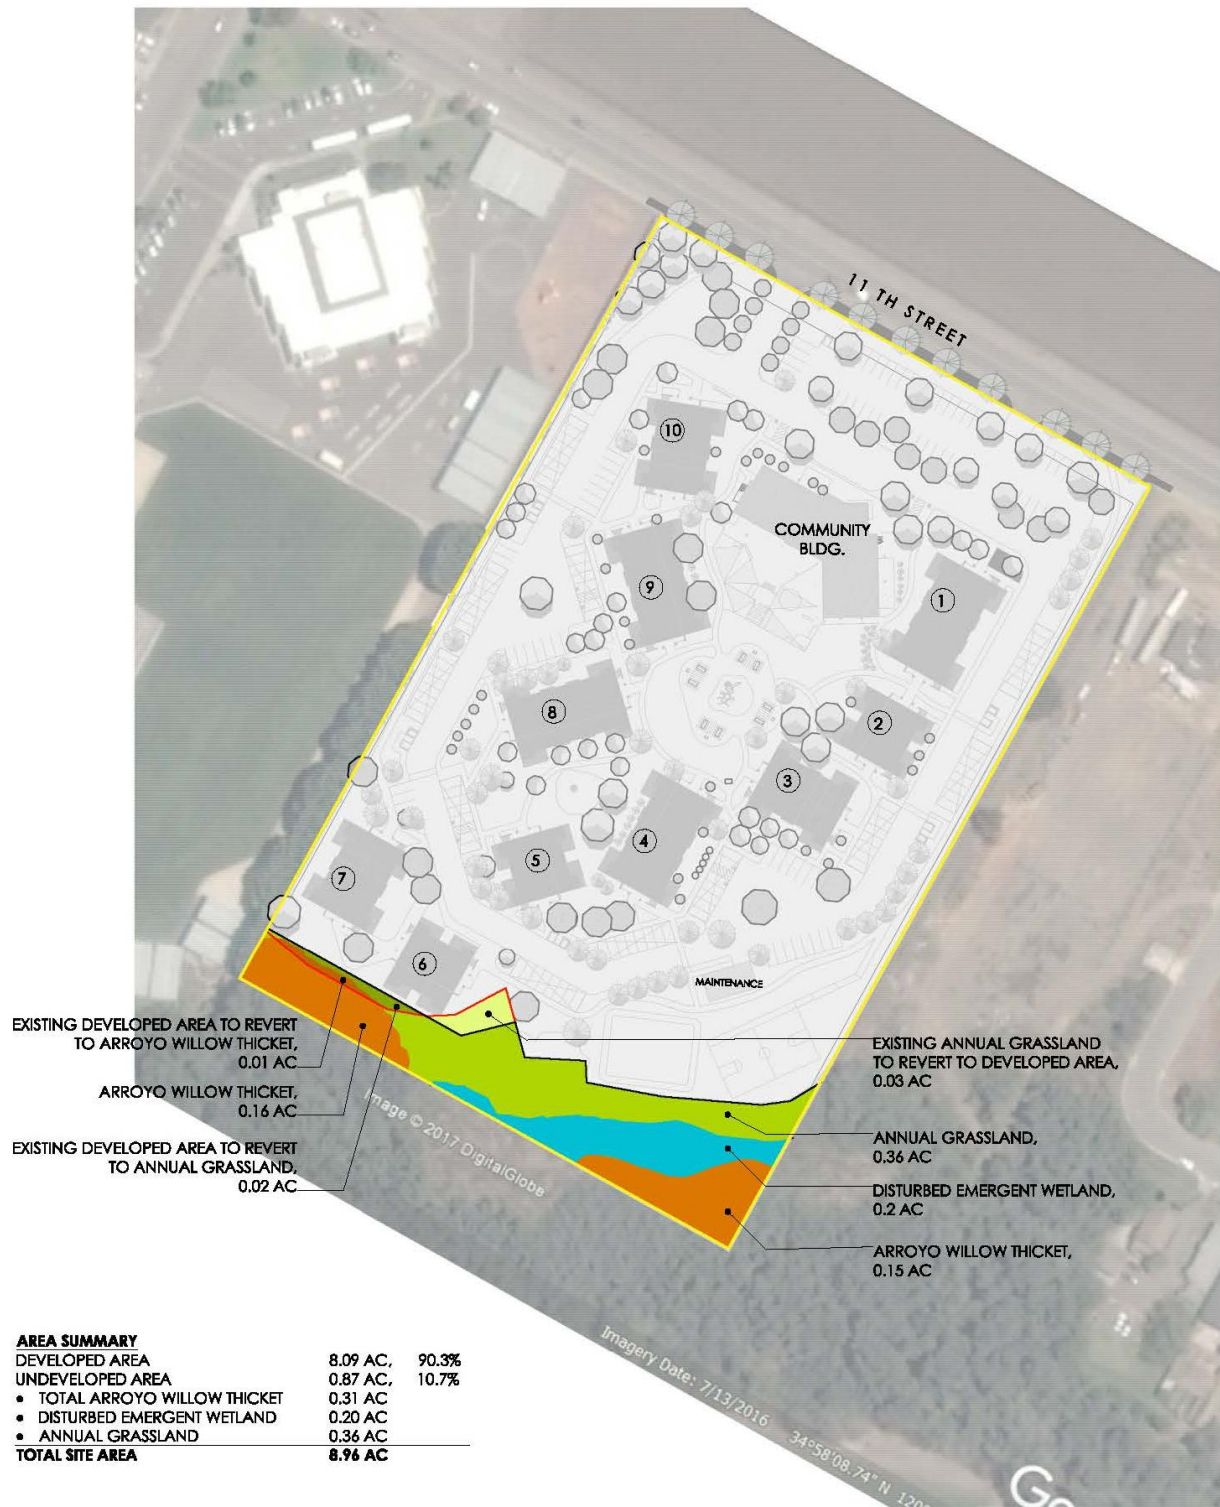 11 TH STREET
10
COMMUNITY
BLDG.
9
1
8
2
3
4
5
7
6
MAINTENANCE
EXISTING DEVELOPED AREA TO REVERT
TO ARROYO WILLOW THICKET,
0.01 AC
ARROYO WILLOW THICKET,
0.16 AC
EXISTING DEVELOPED AREA TO REVERT
TO ANNUAL GRASSLAND,
0.02 AC
EXISTING ANNUAL GRASSLAND
TO REVERT TO DEVELOPED AREA,
0.03 AC
ANNUAL GRASSLAND,
0.36 AC
DISTURBED EMERGENT WETLAND,
0.2 AC
ARROYO WILLOW THICKET,
0.15 AC
Image © 2017 DigitalGlobe
Imagery Date: 7/13/2016
34°58'08.74" N
AREA SUMMARY
DEVELOPED AREA 8.09 AC, 90.3%
UNDEVELOPED AREA 0.87 AC, 10.7%
• TOTAL ARROYO WILLOW THICKET 0.31 AC
• DISTURBED EMERGENT WETLAND 0.20 AC
• ANNUAL GRASSLAND 0.36 AC
TOTAL SITE AREA 8.96 AC